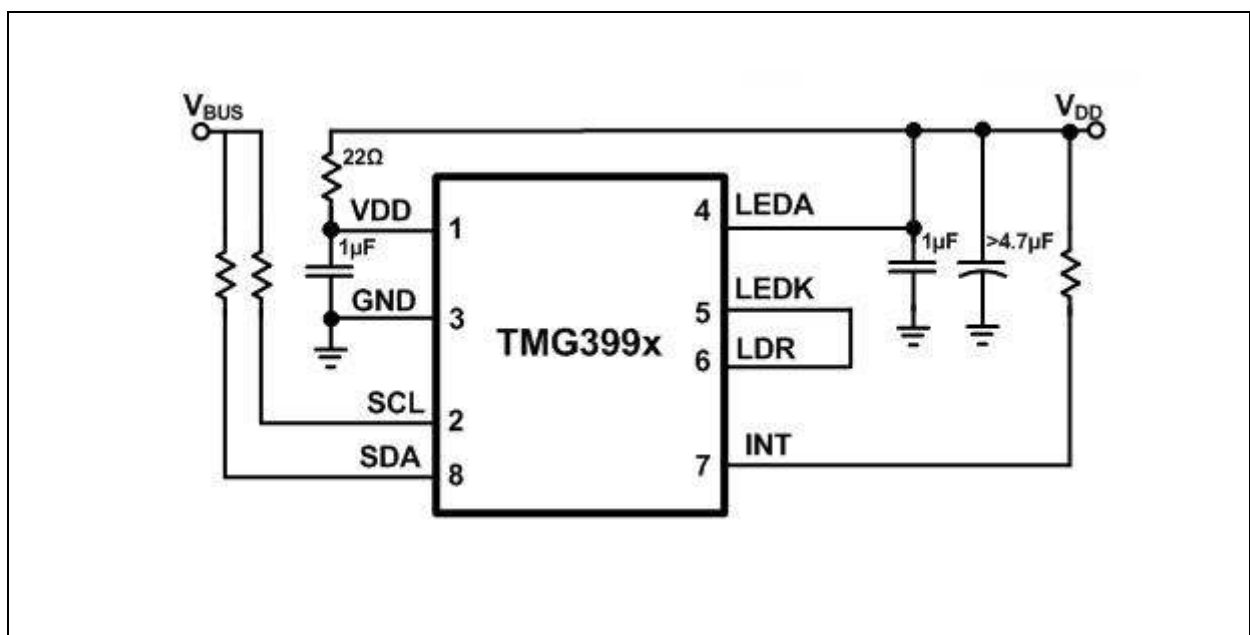 VBUS
VDD
22Ω
VDD
1
4
LEDA
1µF
1µF
>4.7µF
GND
3
LEDK
5
TMG399x
6
LDR
SCL
2
INT
7
SDA
8